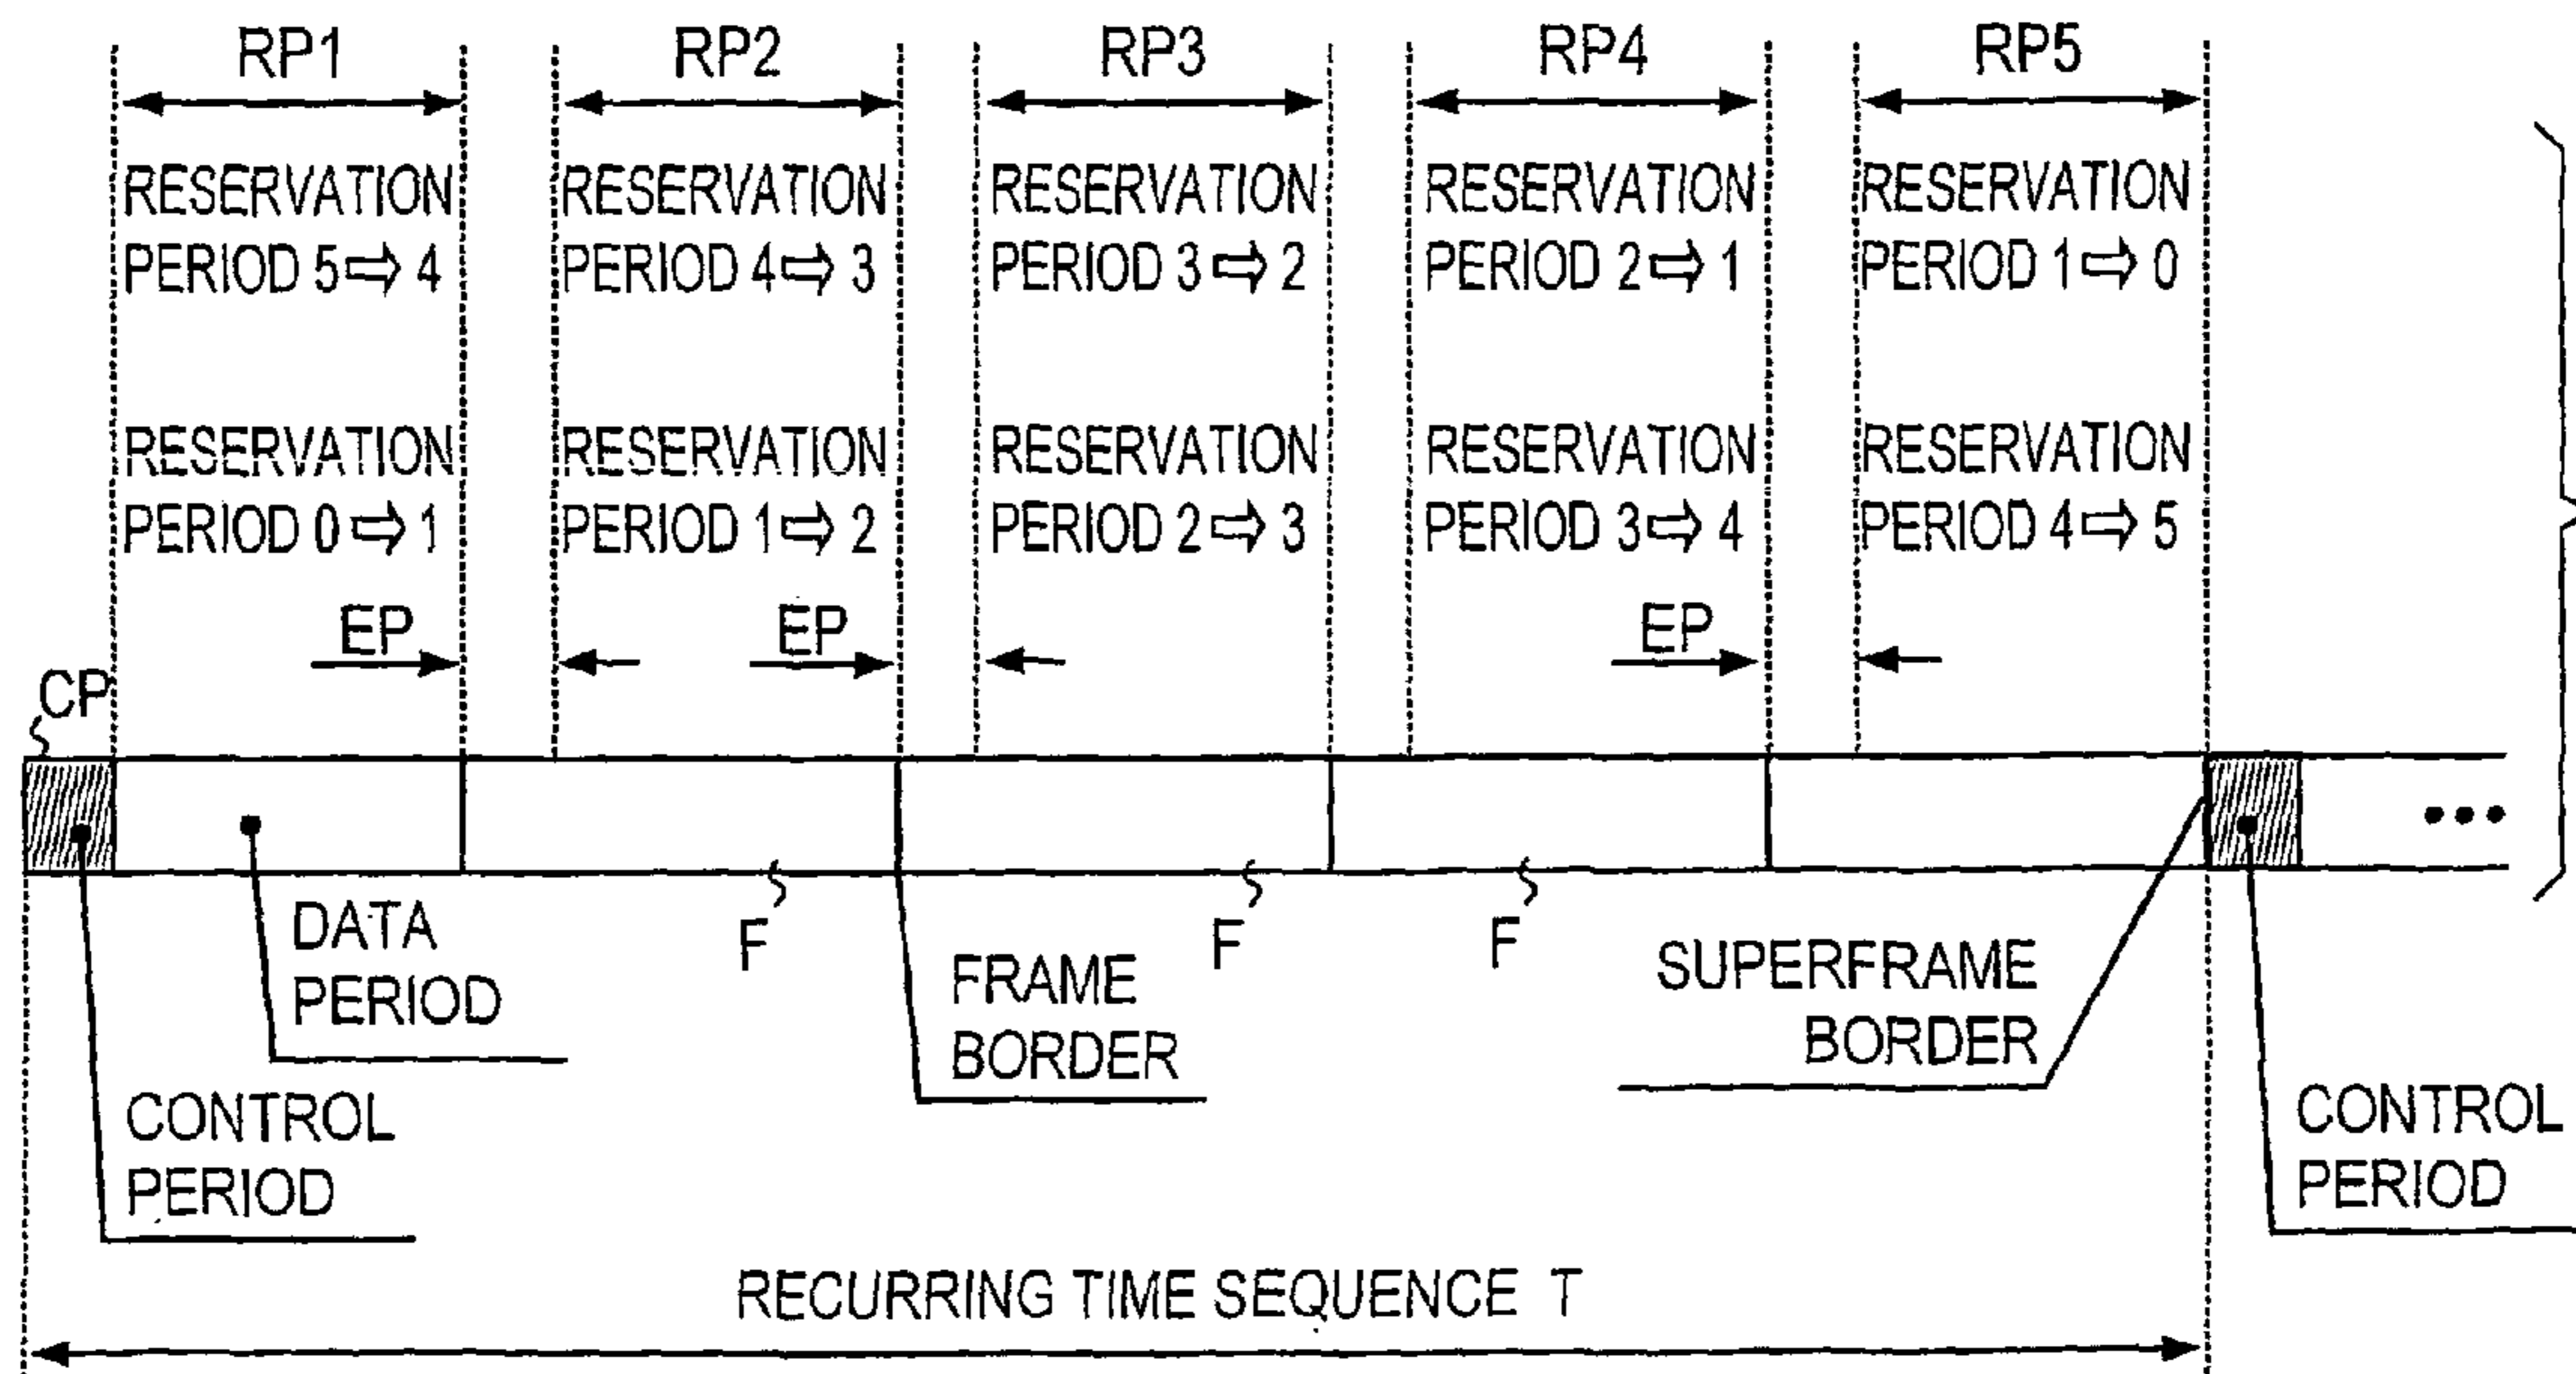 RP1 RP2 RP3 RP4 RP5
RESERVATION PERIOD 5⇨4
RESERVATION PERIOD 4⇨3
RESERVATION PERIOD 3⇨2
RESERVATION PERIOD 2⇨1
RESERVATION PERIOD 1⇨0
RESERVATION PERIOD 0⇨1
RESERVATION PERIOD 1⇨2
RESERVATION PERIOD 2⇨3
RESERVATION PERIOD 3⇨4
RESERVATION PERIOD 4⇨5
EP EP EP
CP
F F F
DATA
PERIOD
FRAME
BORDER
SUPERFRAME
BORDER
CONTROL
PERIOD
CONTROL
PERIOD
RECURRING TIME SEQUENCE T